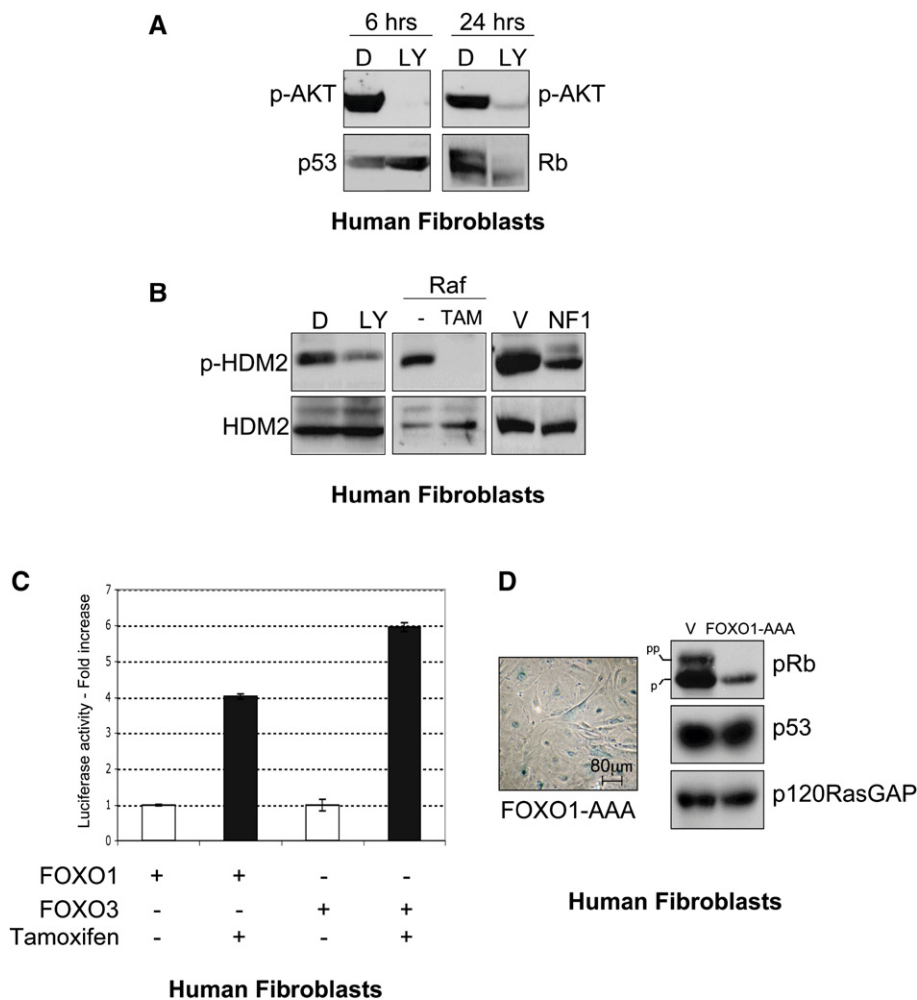 A
6 hrs 24 hrs
D LY D LY
p-AKT p-AKT
p53 Rb
Human Fibroblasts
B
Raf
D LY - TAM V NF1
p-HDM2
HDM2
Human Fibroblasts
C
Luciferase activity - Fold increase
7
6
5
4
3
2
1
0
FOXO1 + + - -
FOXO3 - - + +
Tamoxifen - + - +
Human Fibroblasts
D
V FOXO1-AAA
pp
p
pRb
p53
p120RasGAP
80μm
FOXO1-AAA
Human Fibroblasts